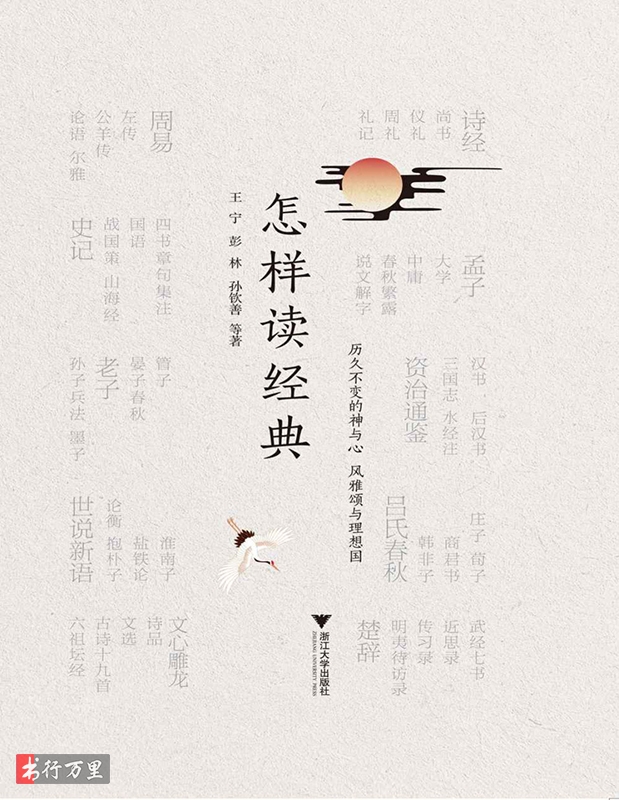 诗经
尚书
仪礼
周礼
礼记
周易
左传
公羊传
论语 尔雅
怎样读经典
王宁 彭林 孙钦善 等著
孟子
大学
中庸
春秋繁露
说文解字
四书章句集注
国语
战国策 山海经
史记
历久不变的神与心 风雅颂与理想国
汉书 后汉书
三国志 水经注
资治通鉴
管子
晏子春秋
老子
孙子兵法 墨子
庄子 荀子
商君书
韩非子
吕氏春秋
淮南子
盐铁论
论衡 抱朴子
世说新语
武经七书
近思录
传习录
明夷待访录
楚辞
文心雕龙
诗品
文选
古诗十九首
六祖坛经
浙江大学出版社
ZHEJIANG UNIVERSITY PRESS
书行万里